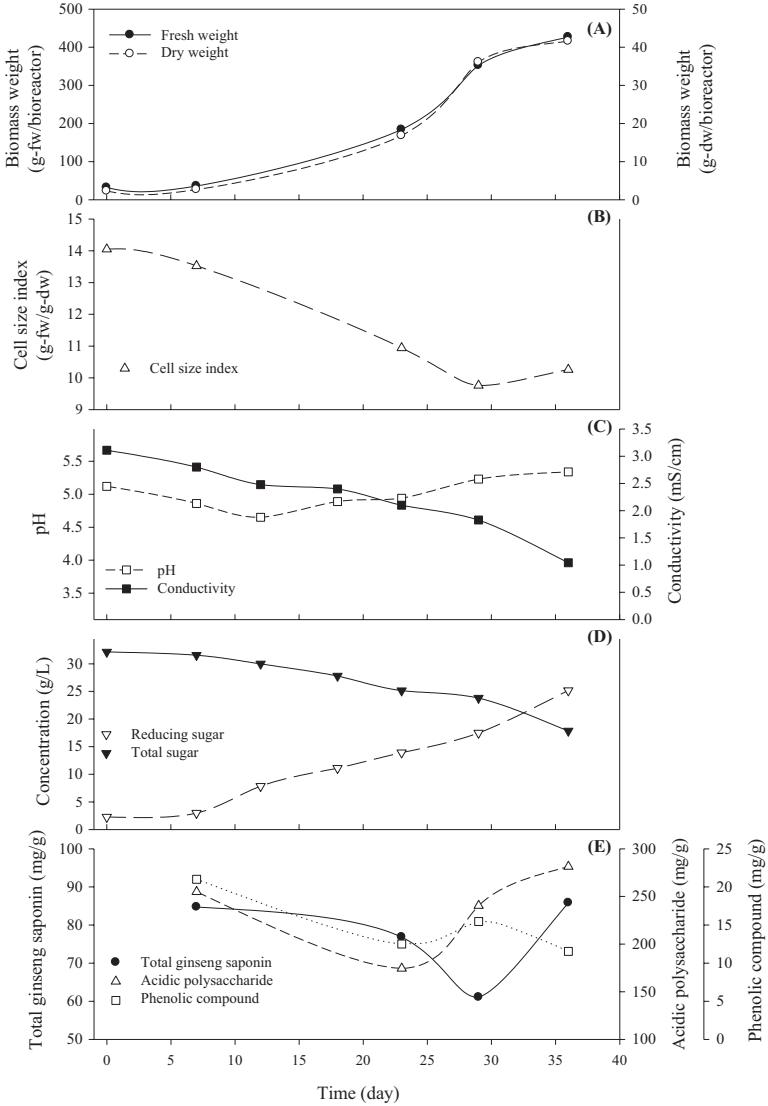 (A)
500
400
300
200
100
0
Biomass weight
(g-fw/bioreactor)
Fresh weight
Dry weight
50
40
30
20
10
0
Biomass weight
(g-dw/bioreactor)
(B)
15
14
13
12
11
10
9
Cell size index
(g-fw/g-dw)
Cell size index
(C)
5.5
5.0
4.5
4.0
3.5
pH
pH
Conductivity
3.5
3.0
2.5
2.0
1.5
1.0
0.5
0.0
Conductivity (mS/cm)
(D)
30
25
20
15
10
5
0
Concentration (g/L)
Reducing sugar
Total sugar
(E)
100
90
80
70
60
50
Total ginseng saponin (mg/g)
Total ginseng saponin
Acidic polysaccharide
Phenolic compound
300
250
200
150
100
Acidic polysaccharide (mg/g)
25
20
15
10
5
0
Phenolic compound (mg/g)
0 5 10 15 20 25 30 35 40
Time (day)